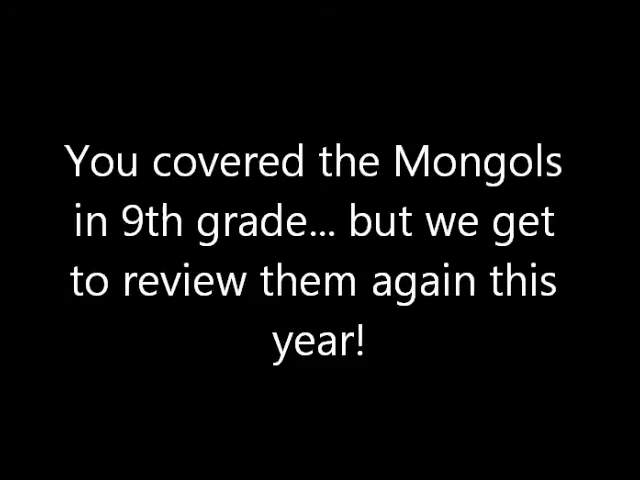 You covered the Mongols
in 9th grade... but we get
to review them again this
year!